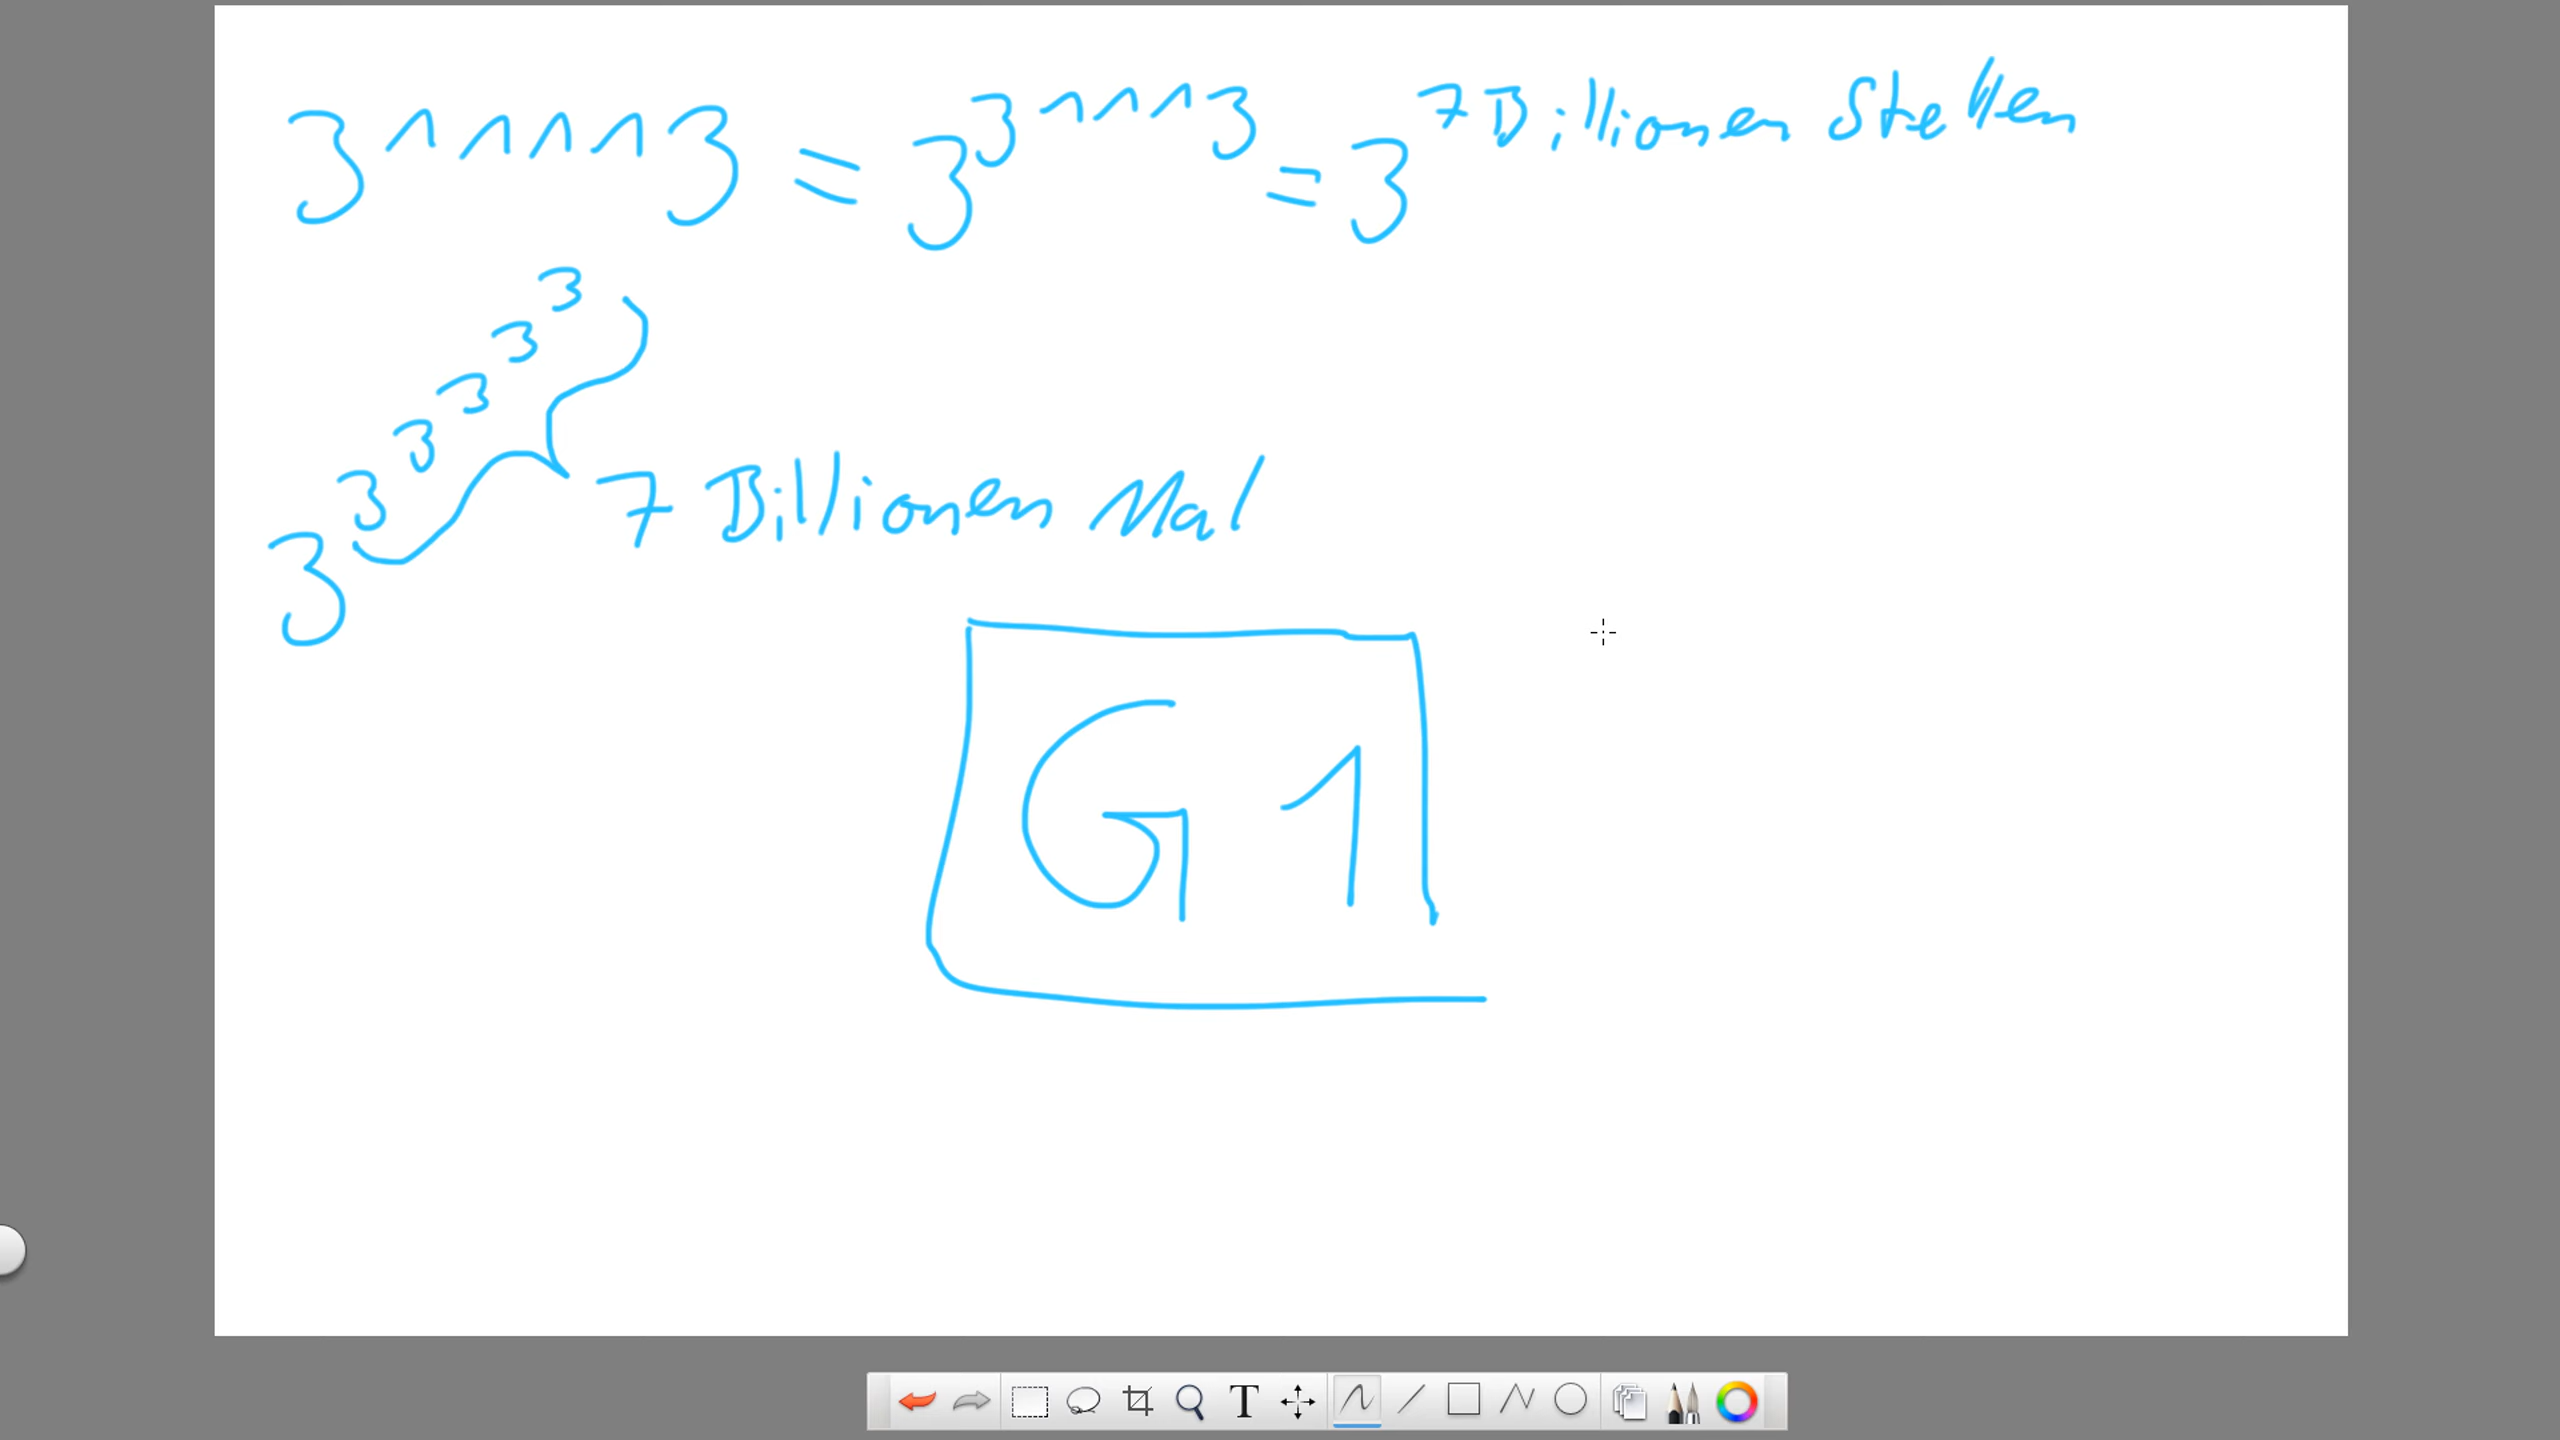 3^^^^3 = 3^3^^^3 = 3^7 Billionen Stellen
3^3^3^3^3^3
7 Billionen Mal
G1
T